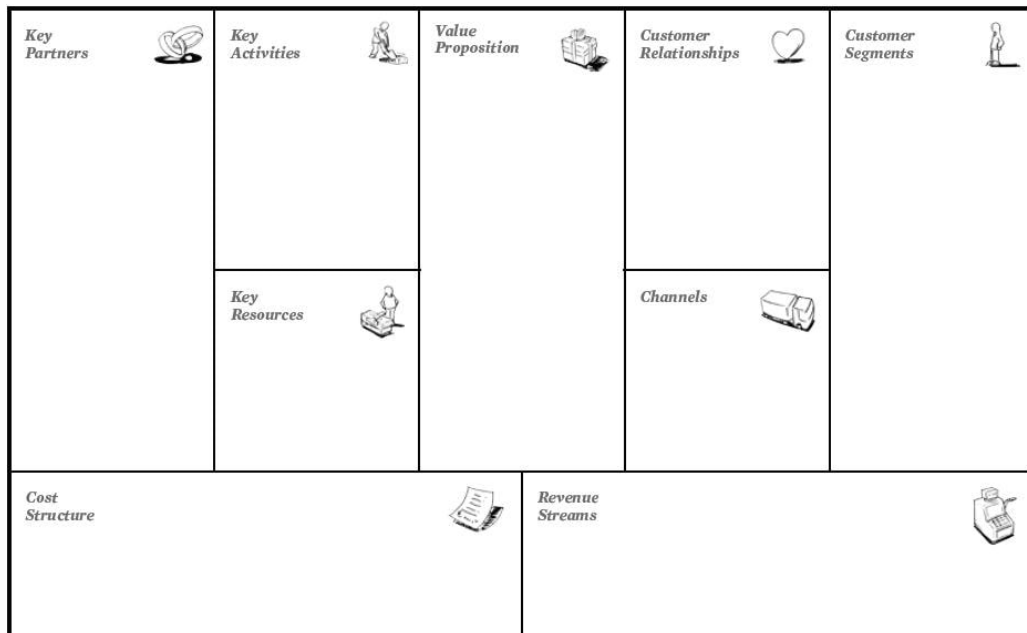 Key
Partners
Key
Activities
Value
Proposition
Customer
Relationships
Customer
Segments
Key
Resources
Channels
Cost
Structure
Revenue
Streams